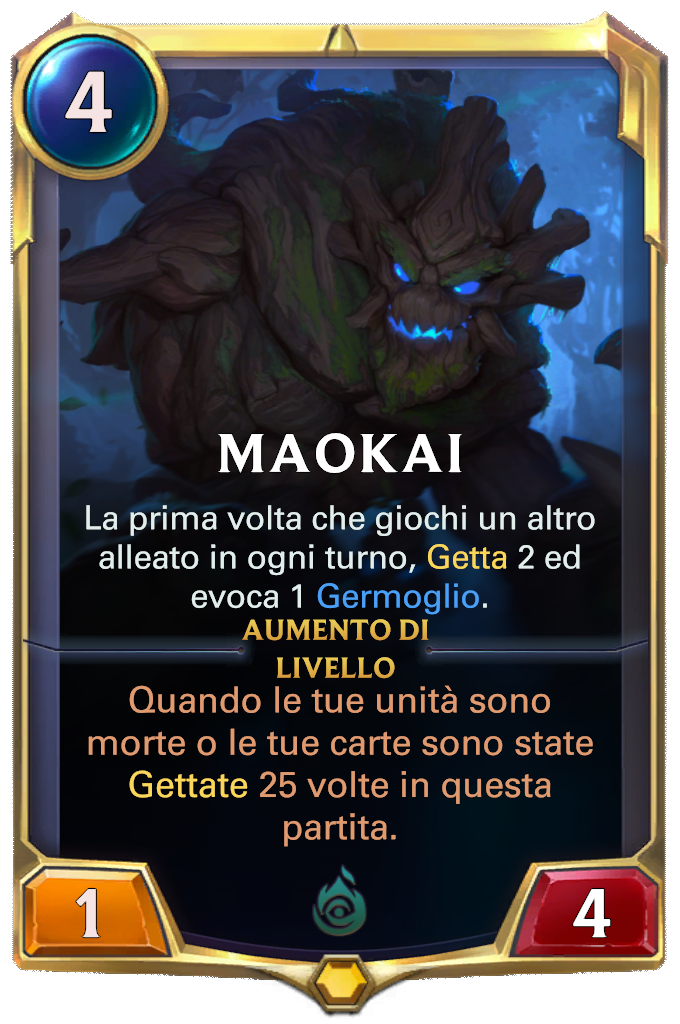 4
MAOKAI
La prima volta che giochi un altro
alleato in ogni turno, Getta 2 ed
evoca 1 Germoglio.
AUMENTO DI
LIVELLO
Quando le tue unità sono
morte o le tue carte sono state
Gettate 25 volte in questa
partita.
1
4